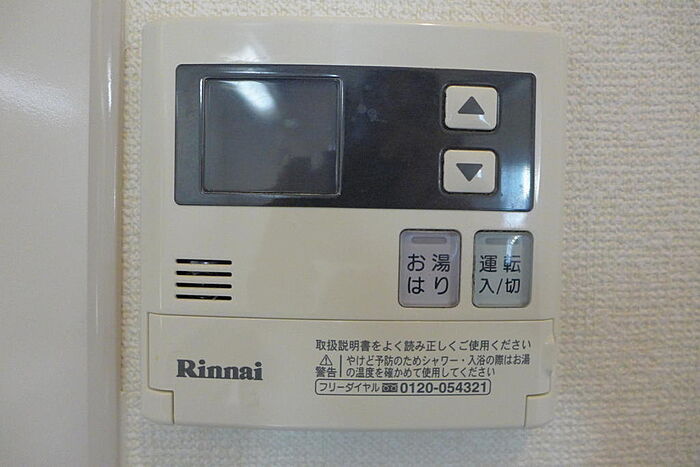 ▲
▼
お湯
はり
運転
入/切
取扱説明書をよく読み正しくご使用ください
⚠ やけど予防のためシャワー・入浴の際はお湯
警告 の温度を確かめて使用してください
フリーダイヤル 0120-054321
Rinnai